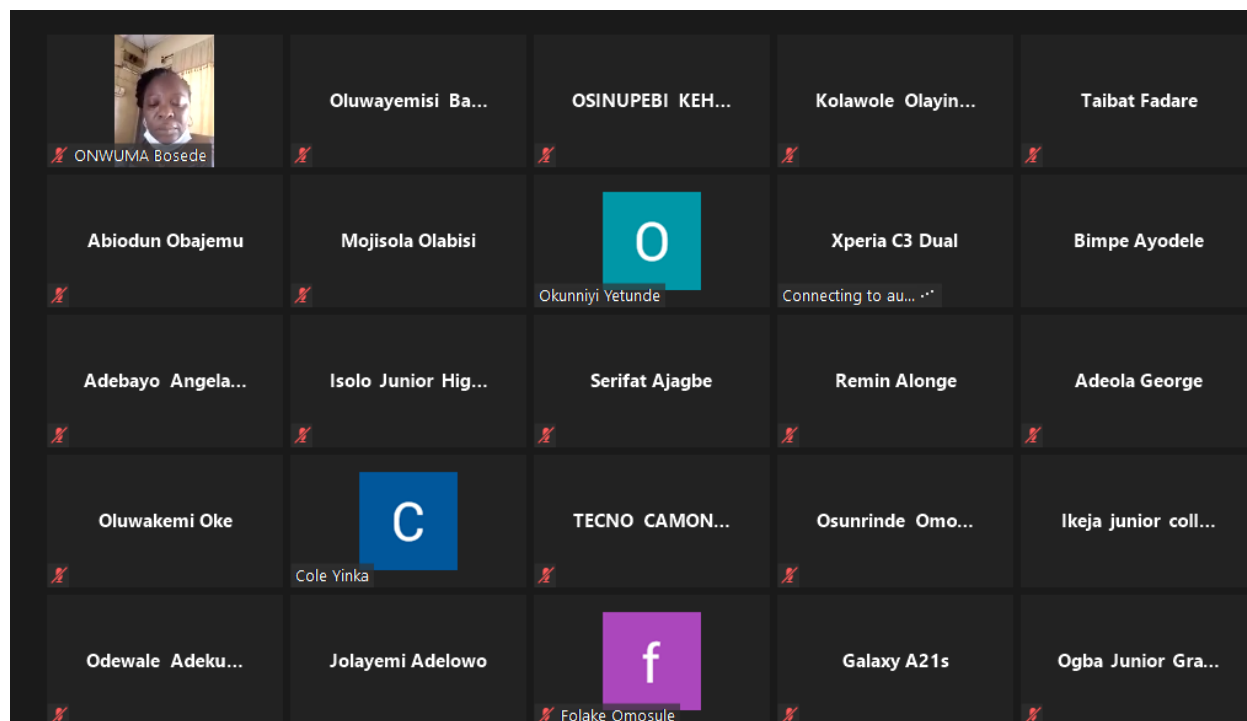 ONWUMA Bosede
Oluwayemisi Ba...
OSINUPEBI KEH...
Kolawole Olayin...
Taibat Fadare
Abiodun Obajemu
Mojisola Olabisi
O
Okunniyi Yetunde
Xperia C3 Dual
Connecting to au...
Bimpe Ayodele
Adebayo Angela...
Isolo Junior Hig...
Serifat Ajagbe
Remin Alonge
Adeola George
Oluwakemi Oke
C
Cole Yinka
TECNO CAMON...
Osunrinde Omo...
Ikeja junior coll...
Odewale Adeku...
Jolayemi Adelowo
f
Folake Omosule
Galaxy A21s
Ogba Junior Gra...